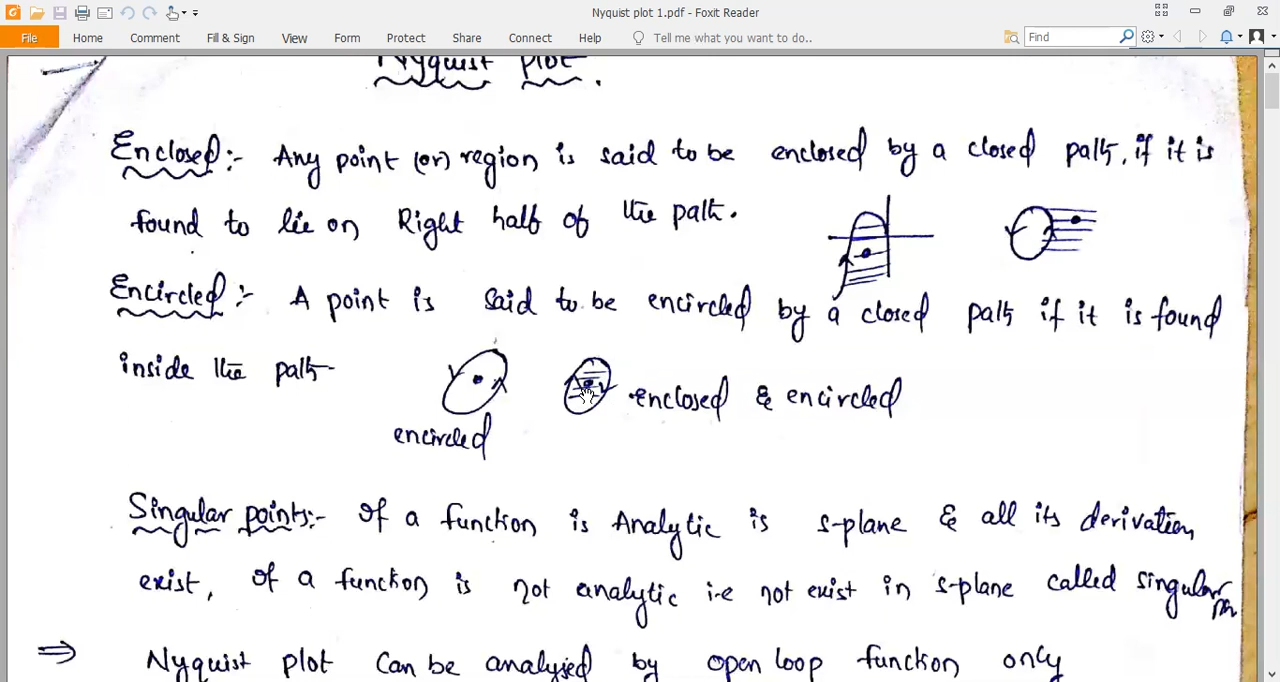 Nyquist plot 1.pdf - Foxit Reader
File Home Comment Fill & Sign View Form Protect Share Connect Help Tell me what you want to do.. Find
Nyquist plot.
Enclosed:- Any point (or) region is said to be enclosed by a closed path, if it is
found to lie on Right half of the path.
Encircled:- A point is said to be encircled by a closed path if it is found
inside the path
enclosed & encircled
encircled
Singular points:- If a function is Analytic is s-plane & all its derivation
exist, If a function is not analytic i.e not exist in s-plane called singular
⇒ Nyquist plot can be analysed by open loop function only